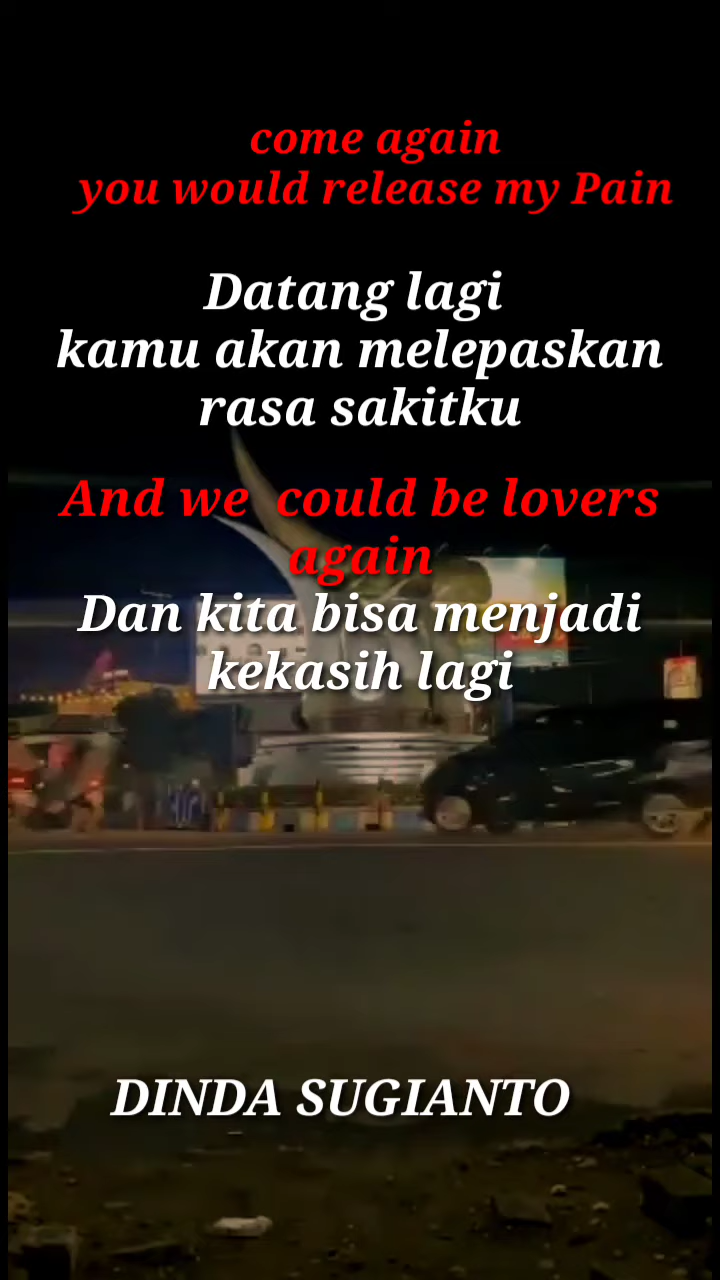 come again
you would release my Pain
Datang lagi
kamu akan melepaskan
rasa sakitku
And we could be lovers
again
Dan kita bisa menjadi
kekasih lagi
DINDA SUGIANTO